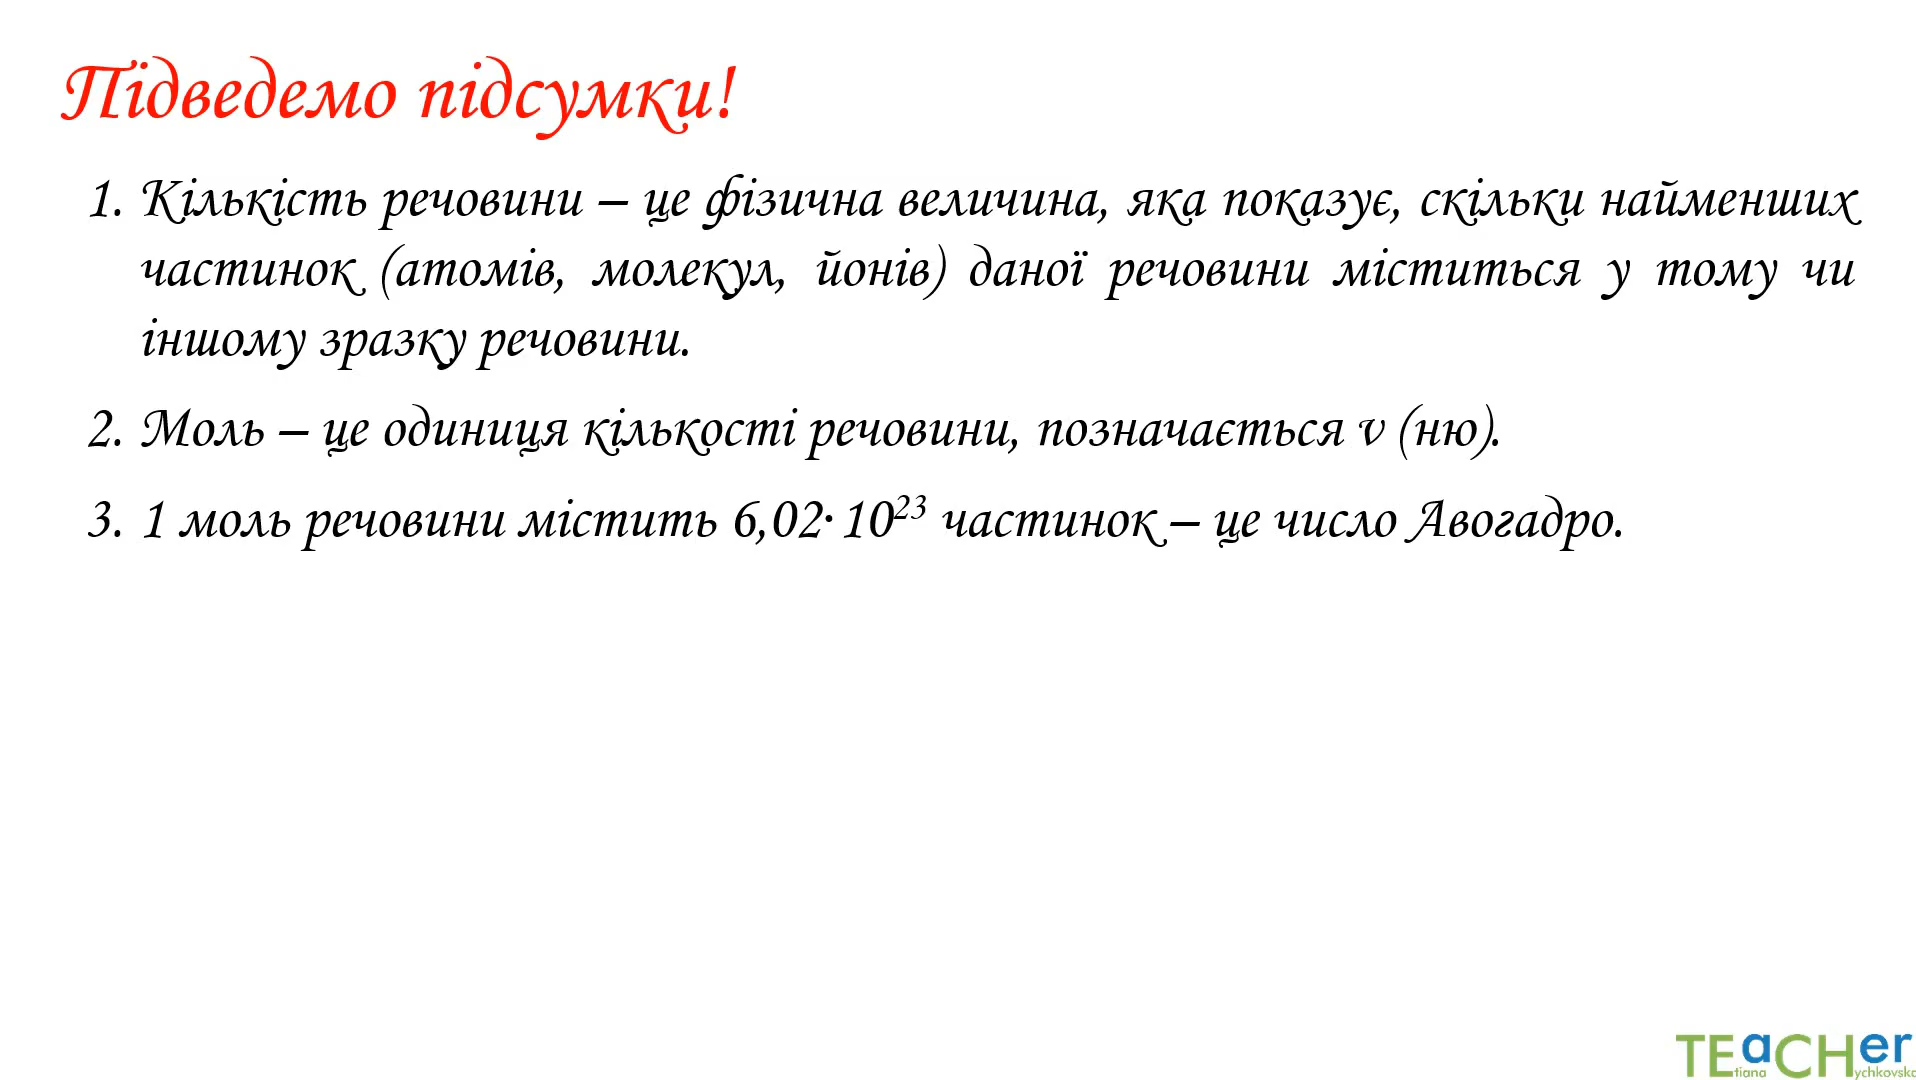 Підведемо підсумки!
1. Кількість речовини – це фізична величина, яка показує, скільки найменших
частинок (атомів, молекул, йонів) даної речовини міститься у тому чи
іншому зразку речовини.
2. Моль – це одиниця кількості речовини, позначається ν (ню).
3. 1 моль речовини містить 6,02·10²³ частинок – це число Авогадро.
TEaCHer
tiana ychkovska